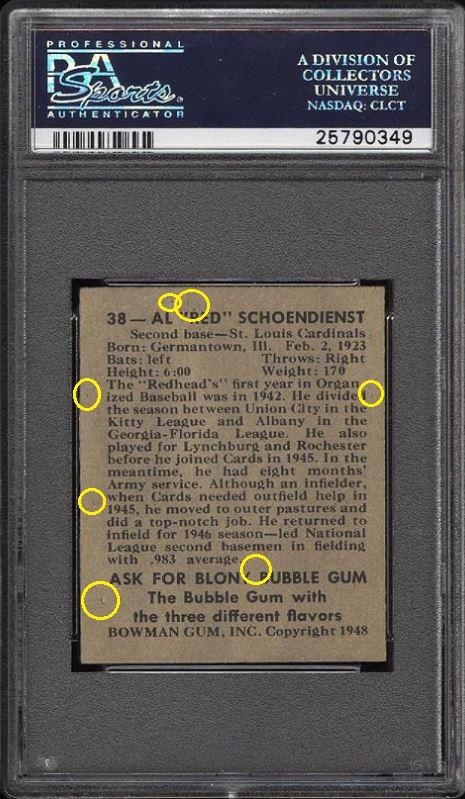 PROFESSIONAL
PSA
Sports
AUTHENTICATOR
A DIVISION OF
COLLECTORS
UNIVERSE
NASDAQ: CLCT
25790349
38 — AL "RED" SCHOENDIENST
Second base—St. Louis Cardinals
Born: Germantown, Ill. Feb. 2, 1923
Bats: left Throws: Right
Height: 6:00 Weight: 170
The "Redhead's" first year in Organ-
ized Baseball was in 1942. He divided
the season between Union City in the
Kitty League and Albany in the
Georgia-Florida League. He also
played for Lynchburg and Rochester
before he joined Cards in 1945. In the
meantime, he had eight months'
Army service. Although an infielder,
when Cards needed outfield help in
1945, he moved to outer pastures and
did a top-notch job. He returned to
infield for 1946 season—led National
League second basemen in fielding
with .983 average.
ASK FOR BLONY BUBBLE GUM
The Bubble Gum with
the three different flavors
BOWMAN GUM, INC. Copyright 1948